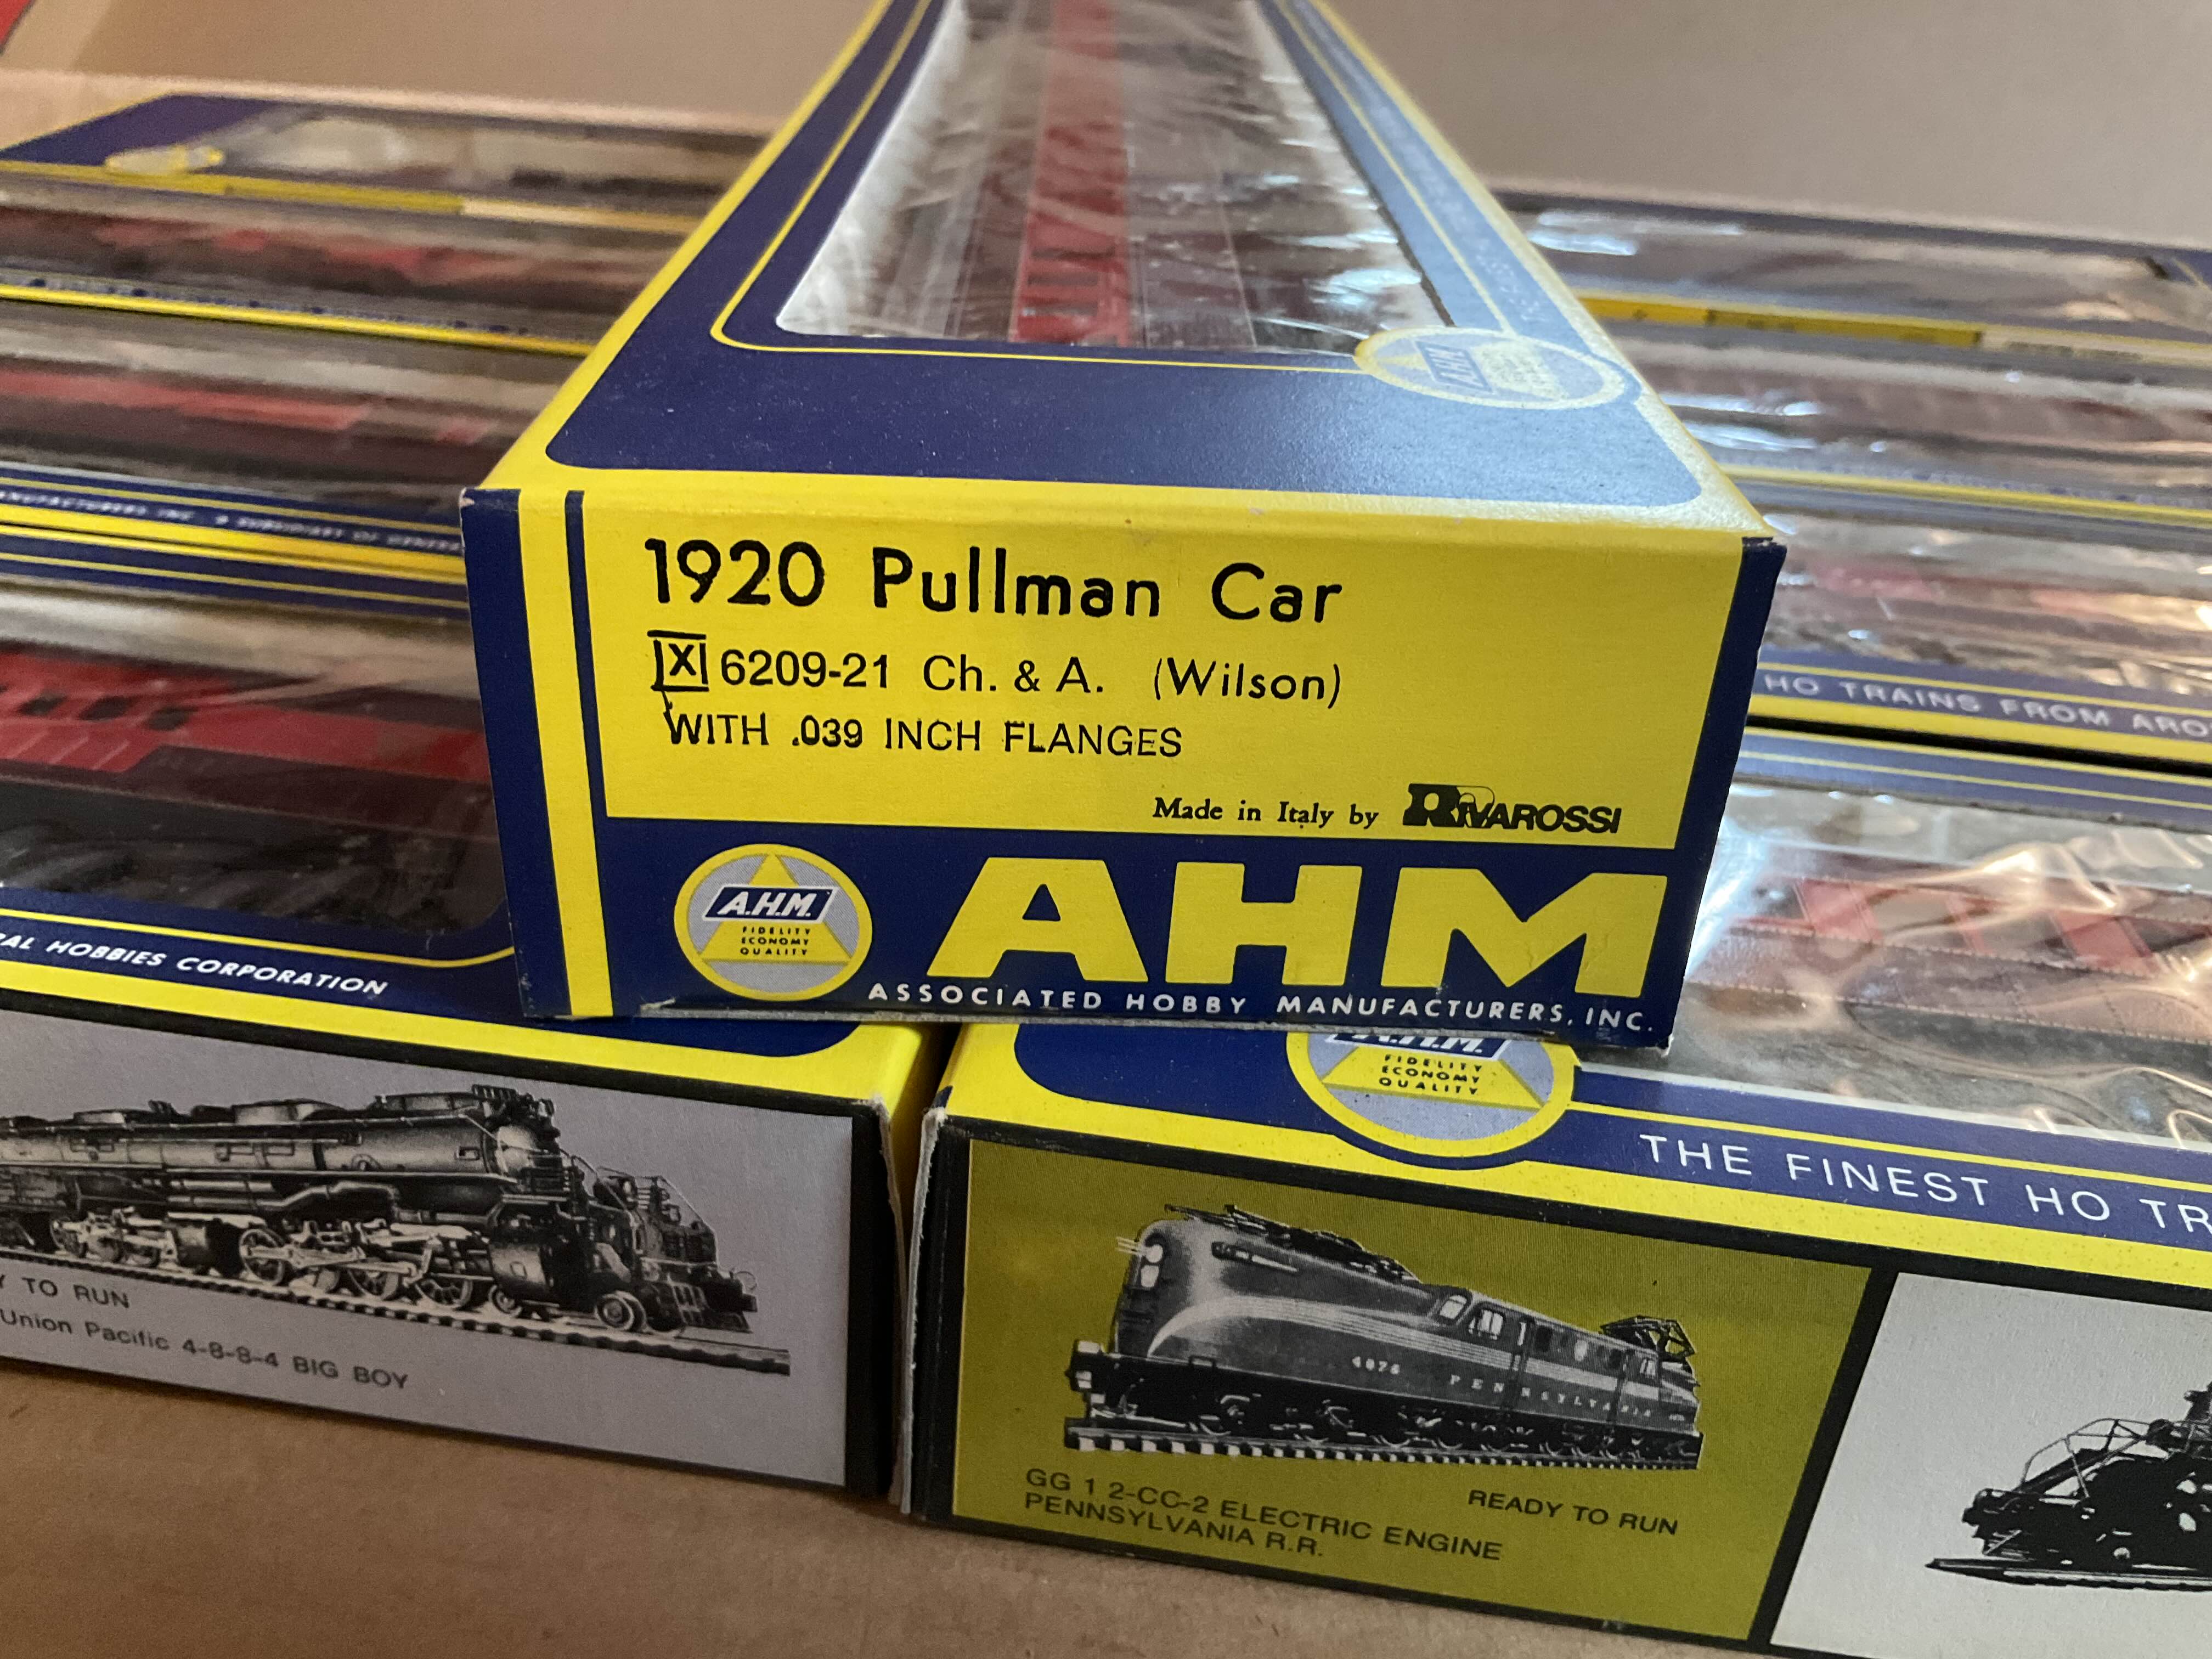 1920 Pullman Car
X 6209-21 Ch. & A. (Wilson)
WITH .039 INCH FLANGES
Made in Italy by RIVAROSSI
A.H.M.
FIDELITY
ECONOMY
QUALITY
AHM
ASSOCIATED HOBBY MANUFACTURERS, INC.
HOBBIES CORPORATION
HO TRAINS FROM
A.H.M.
FIDELITY
ECONOMY
QUALITY
THE FINEST HO TR
TO RUN
Union Pacific 4-8-8-4 BIG BOY
PENNSYLVANIA
GG 1 2-CC-2 ELECTRIC ENGINE
PENNSYLVANIA R.R.
READY TO RUN